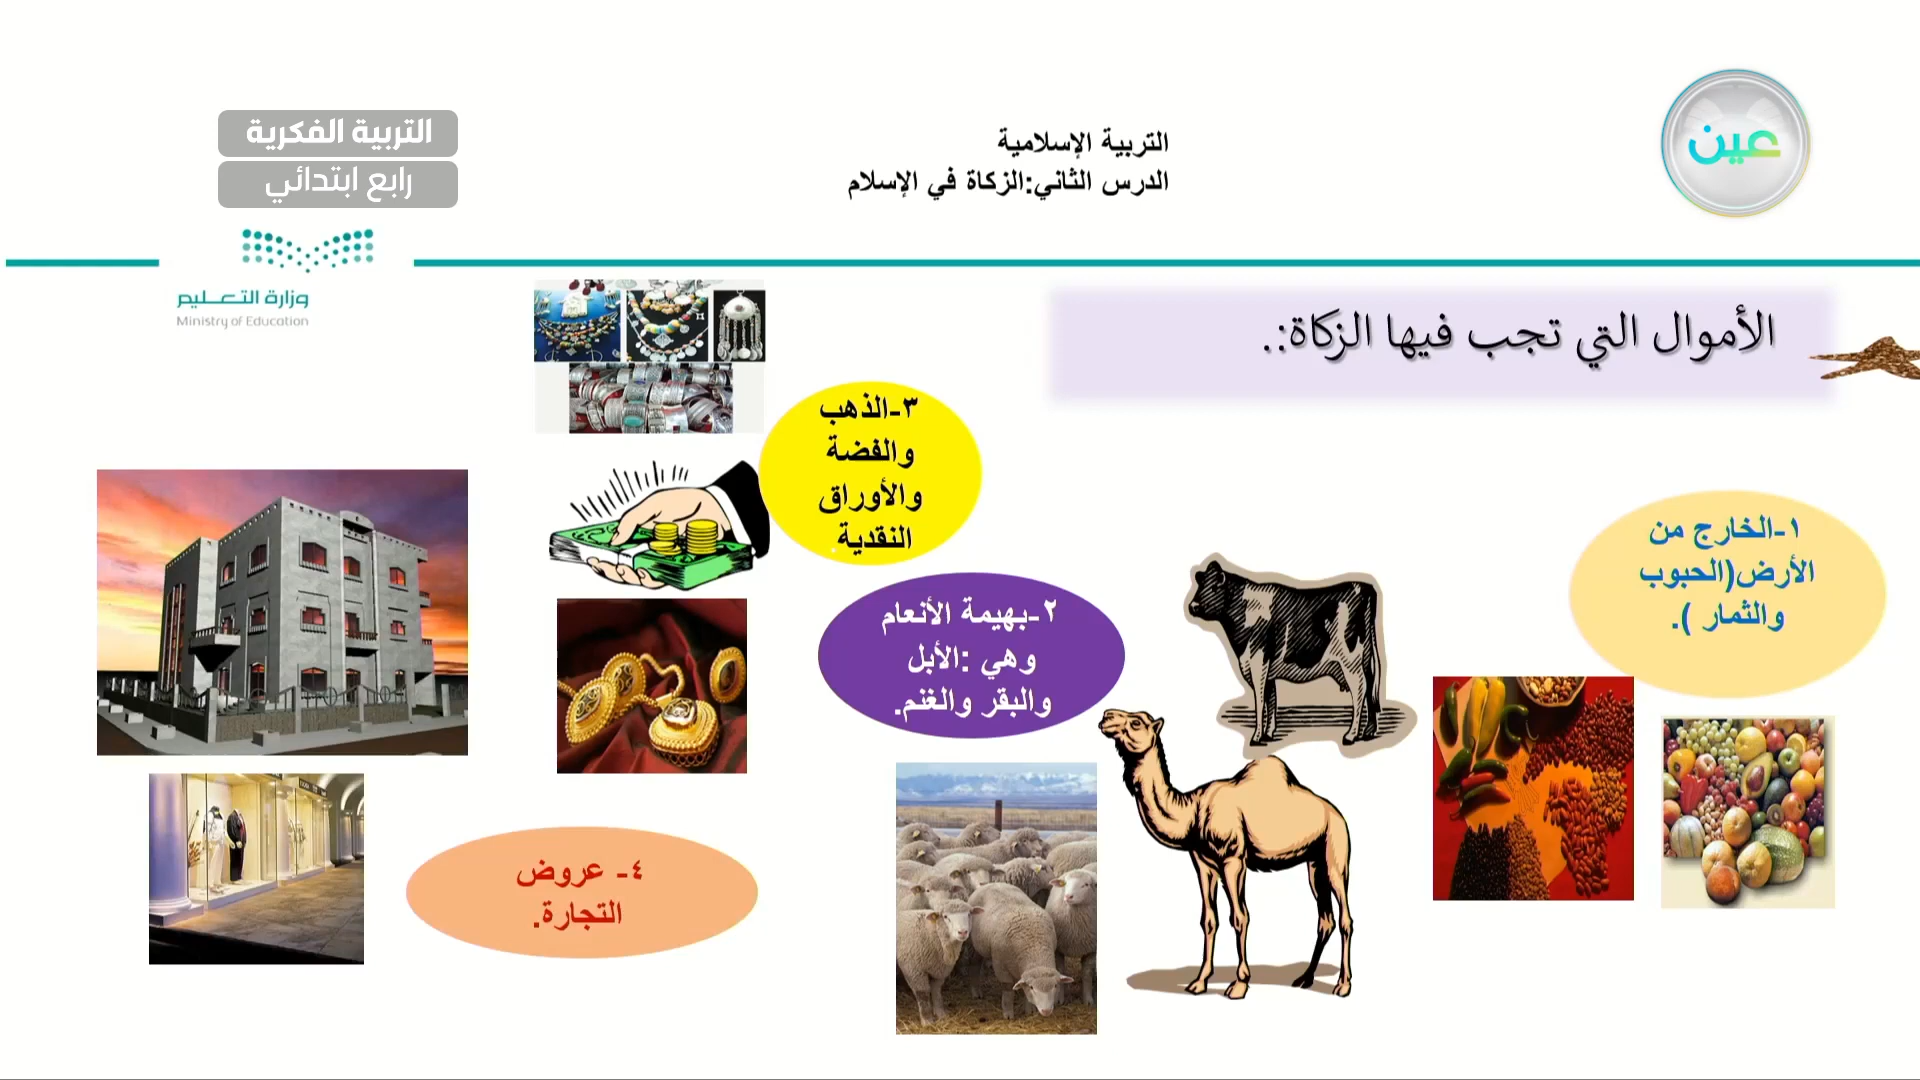 عين
التربية الإسلامية
الدرس الثاني:الزكاة في الإسلام
التربية الفكرية
رابع ابتدائي
وزارة التعـــليم
Ministry of Education
الأموال التي تجب فيها الزكاة:.
١-الخارج من
الأرض(الحبوب
والثمار ).
٢-بهيمة الأنعام
وهي :الأبل
والبقر والغنم.
٣-الذهب
والفضة
والأوراق
النقدية.
٤- عروض
التجارة.